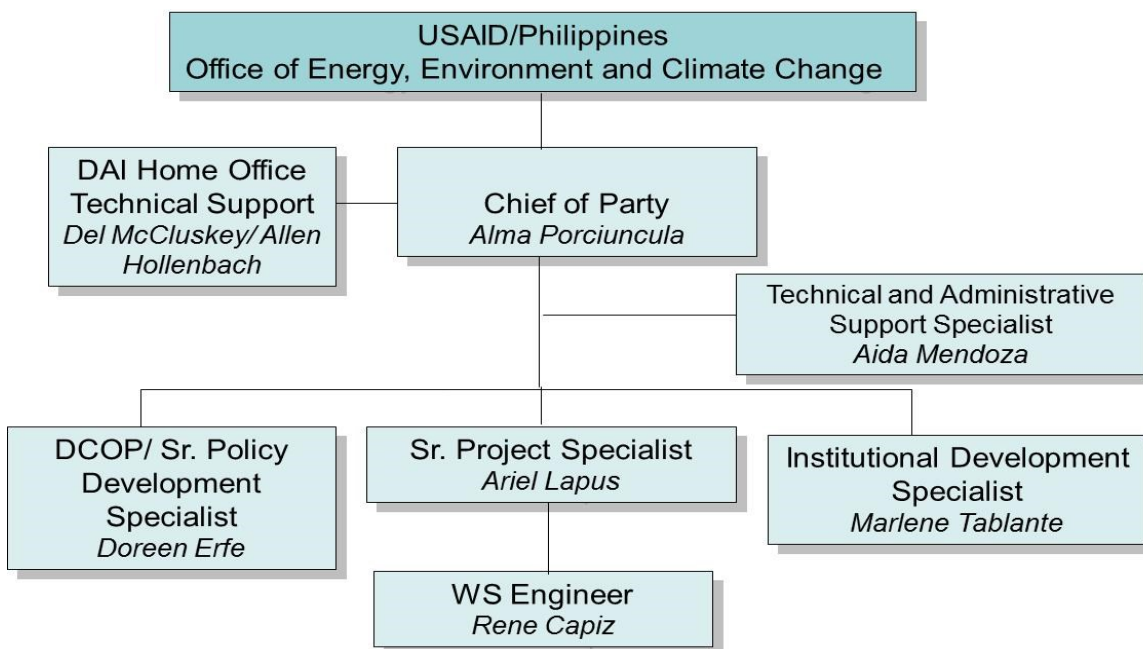 USAID/Philippines
Office of Energy, Environment and Climate Change
DAI Home Office
Technical Support
Del McCluskey/ Allen
Hollenbach
Chief of Party
Alma Porciuncula
Technical and Administrative
Support Specialist
Aida Mendoza
DCOP/ Sr. Policy
Development
Specialist
Doreen Erfe
Sr. Project Specialist
Ariel Lapus
Institutional Development
Specialist
Marlene Tablante
WS Engineer
Rene Capiz